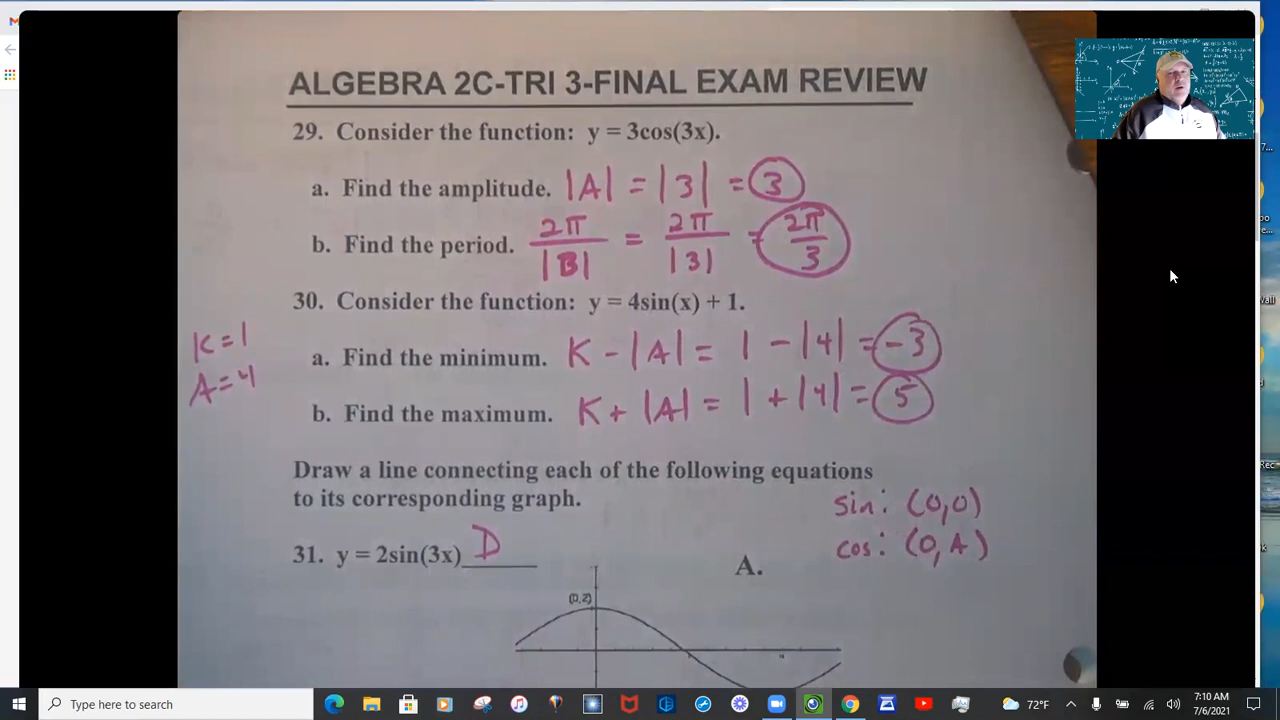 ALGEBRA 2C-TRI 3-FINAL EXAM REVIEW
29. Consider the function: y = 3cos(3x).
a. Find the amplitude. |A| = |3| = 3
b. Find the period. 2π/|B| = 2π/|3| = 2π/3
30. Consider the function: y = 4sin(x) + 1.
K = 1
a. Find the minimum. K - |A| = 1 - |4| = -3
A = 4
b. Find the maximum. K + |A| = 1 + |4| = 5
Draw a line connecting each of the following equations
to its corresponding graph.
sin: (0,0)
cos: (0, A)
31. y = 2sin(3x) D
A.
(0,2)
Type here to search
72°F
7:10 AM
7/6/2021